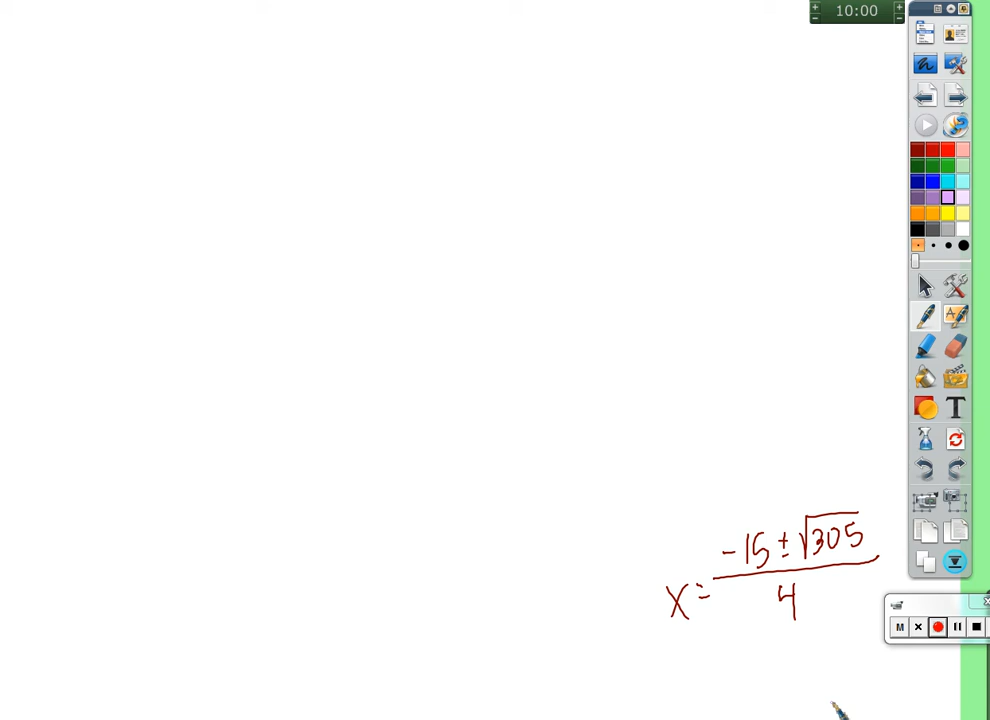 10:00
x = (-15 ± √305) / 4
M